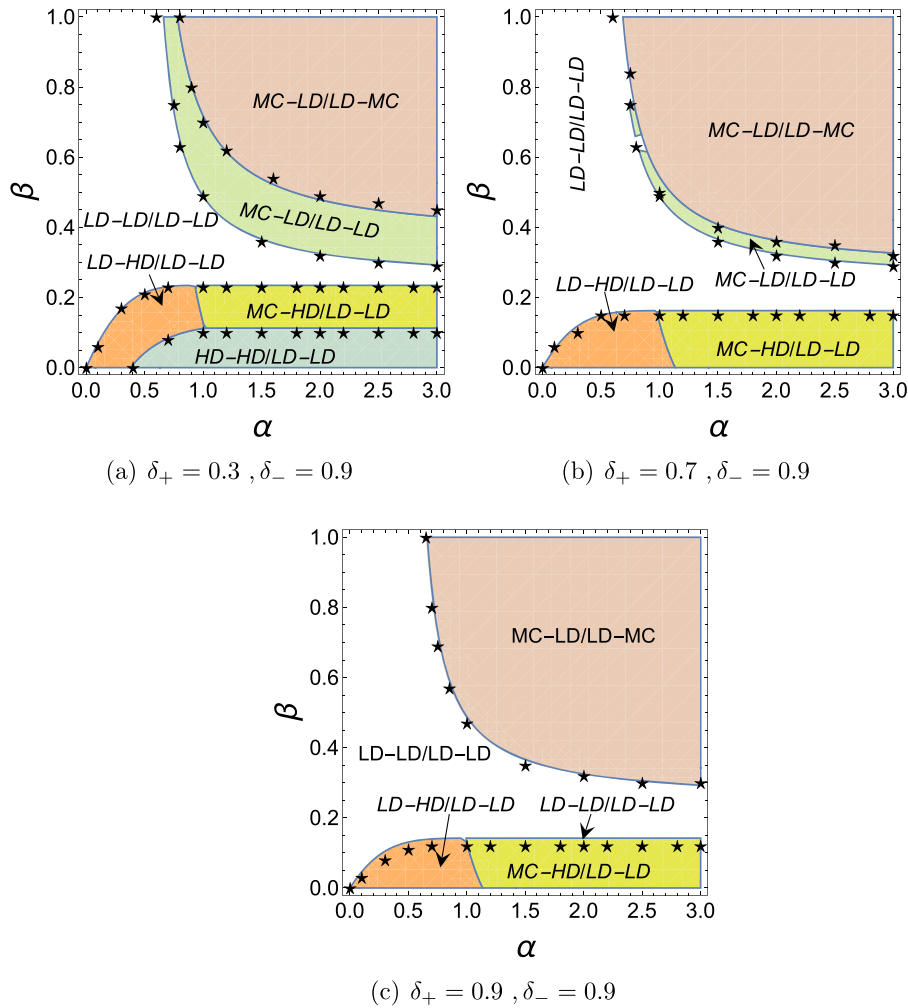 1.0
0.8
0.6
0.4
0.2
0.0
β
MC−LD/LD−MC
MC−LD/LD−LD
LD−LD/LD−LD
LD−HD/LD−LD
MC−HD/LD−LD
HD−HD/LD−LD
0.0 0.5 1.0 1.5 2.0 2.5 3.0
α
(a) δ₊ = 0.3 , δ₋ = 0.9
1.0
0.8
0.6
0.4
0.2
0.0
β
LD−LD/LD−LD
MC−LD/LD−MC
MC−LD/LD−LD
LD−HD/LD−LD
MC−HD/LD−LD
0.0 0.5 1.0 1.5 2.0 2.5 3.0
α
(b) δ₊ = 0.7 , δ₋ = 0.9
1.0
0.8
0.6
0.4
0.2
0.0
β
MC−LD/LD−MC
LD−LD/LD−LD
LD−HD/LD−LD
LD−LD/LD−LD
MC−HD/LD−LD
0.0 0.5 1.0 1.5 2.0 2.5 3.0
α
(c) δ₊ = 0.9 , δ₋ = 0.9